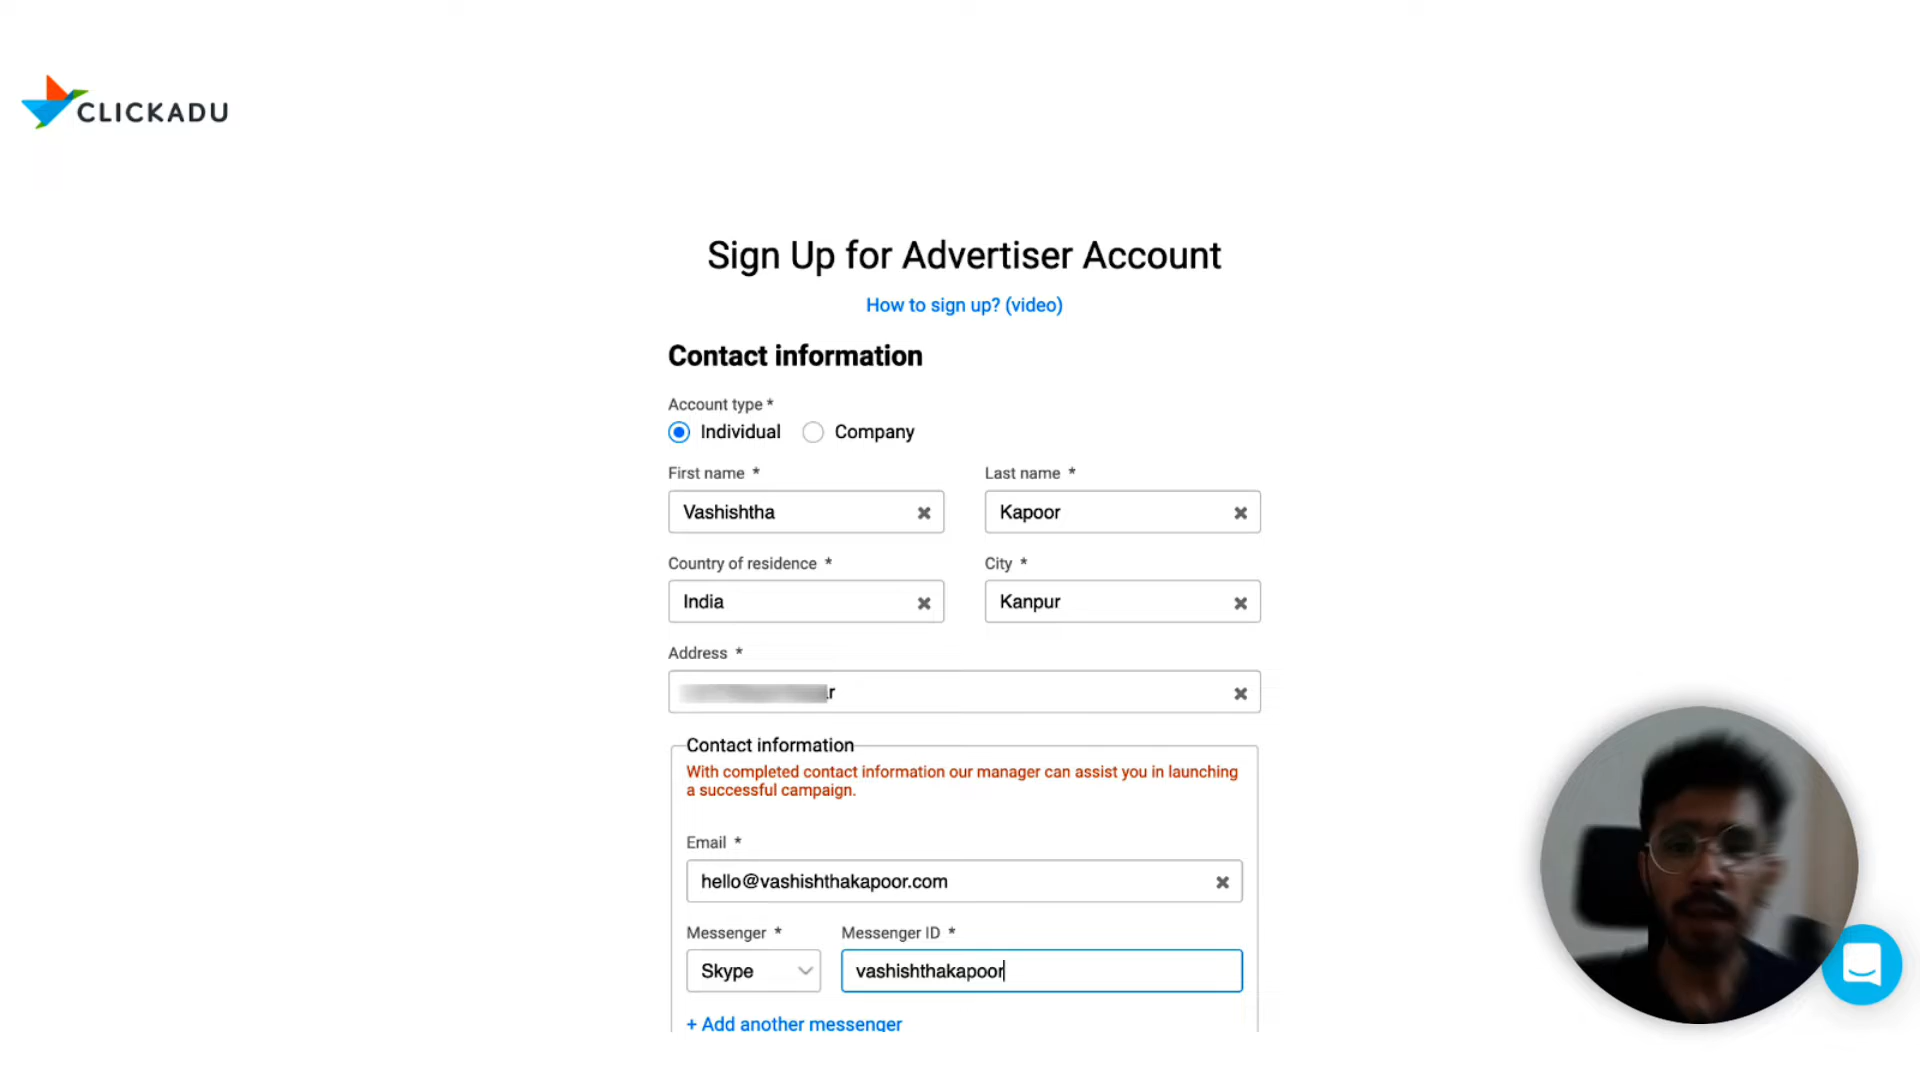 CLICKADU
Sign Up for Advertiser Account
How to sign up? (video)
Contact information
Account type *
Individual Company
First name * Last name *
Vashishtha Kapoor
Country of residence * City *
India Kanpur
Address *
r
Contact information
With completed contact information our manager can assist you in launching
a successful campaign.
Email *
hello@vashishthakapoor.com
Messenger * Messenger ID *
Skype vashishthakapoor
+ Add another messenger